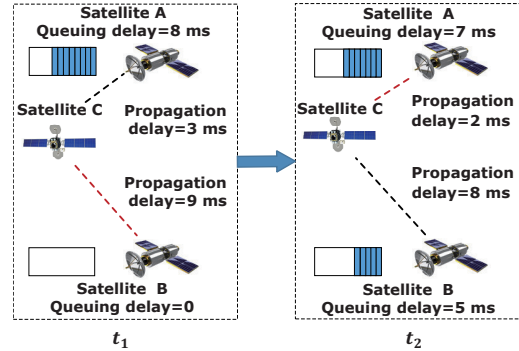 Satellite A
Queuing delay=8 ms
Satellite C
Propagation
delay=3 ms
Propagation
delay=9 ms
Satellite B
Queuing delay=0
t₁
Satellite A
Queuing delay=7 ms
Satellite C
Propagation
delay=2 ms
Propagation
delay=8 ms
Satellite B
Queuing delay=5 ms
t₂